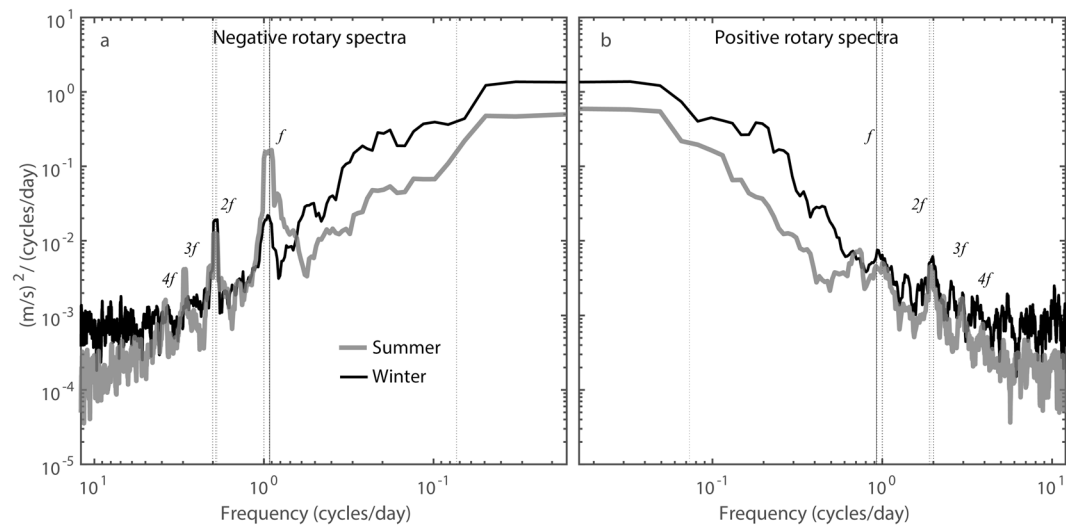 a
Negative rotary spectra
b
Positive rotary spectra
(m/s) 2 / (cycles/day)
10^1
10^0
10^-1
10^-2
10^-3
10^-4
10^-5
f
2f
3f
4f
Summer
Winter
f
2f
3f
4f
10^1
10^0
10^-1
10^-1
10^0
10^1
Frequency (cycles/day)
Frequency (cycles/day)